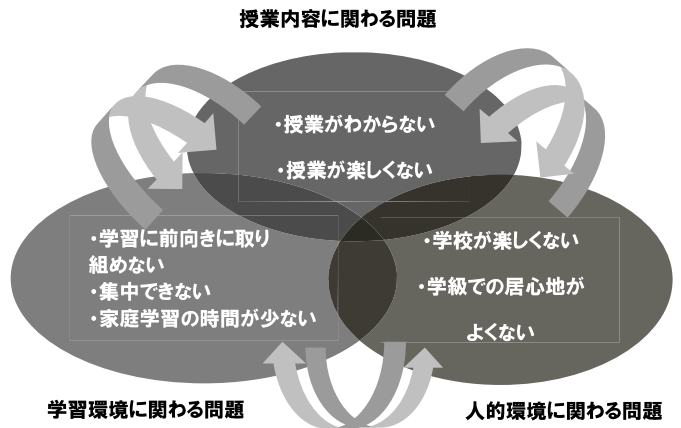 授業内容に関わる問題
・授業がわからない
・授業が楽しくない
・学習に前向きに取り
組めない
・集中できない
・家庭学習の時間が少ない
・学校が楽しくない
・学級での居心地が
よくない
学習環境に関わる問題
人的環境に関わる問題